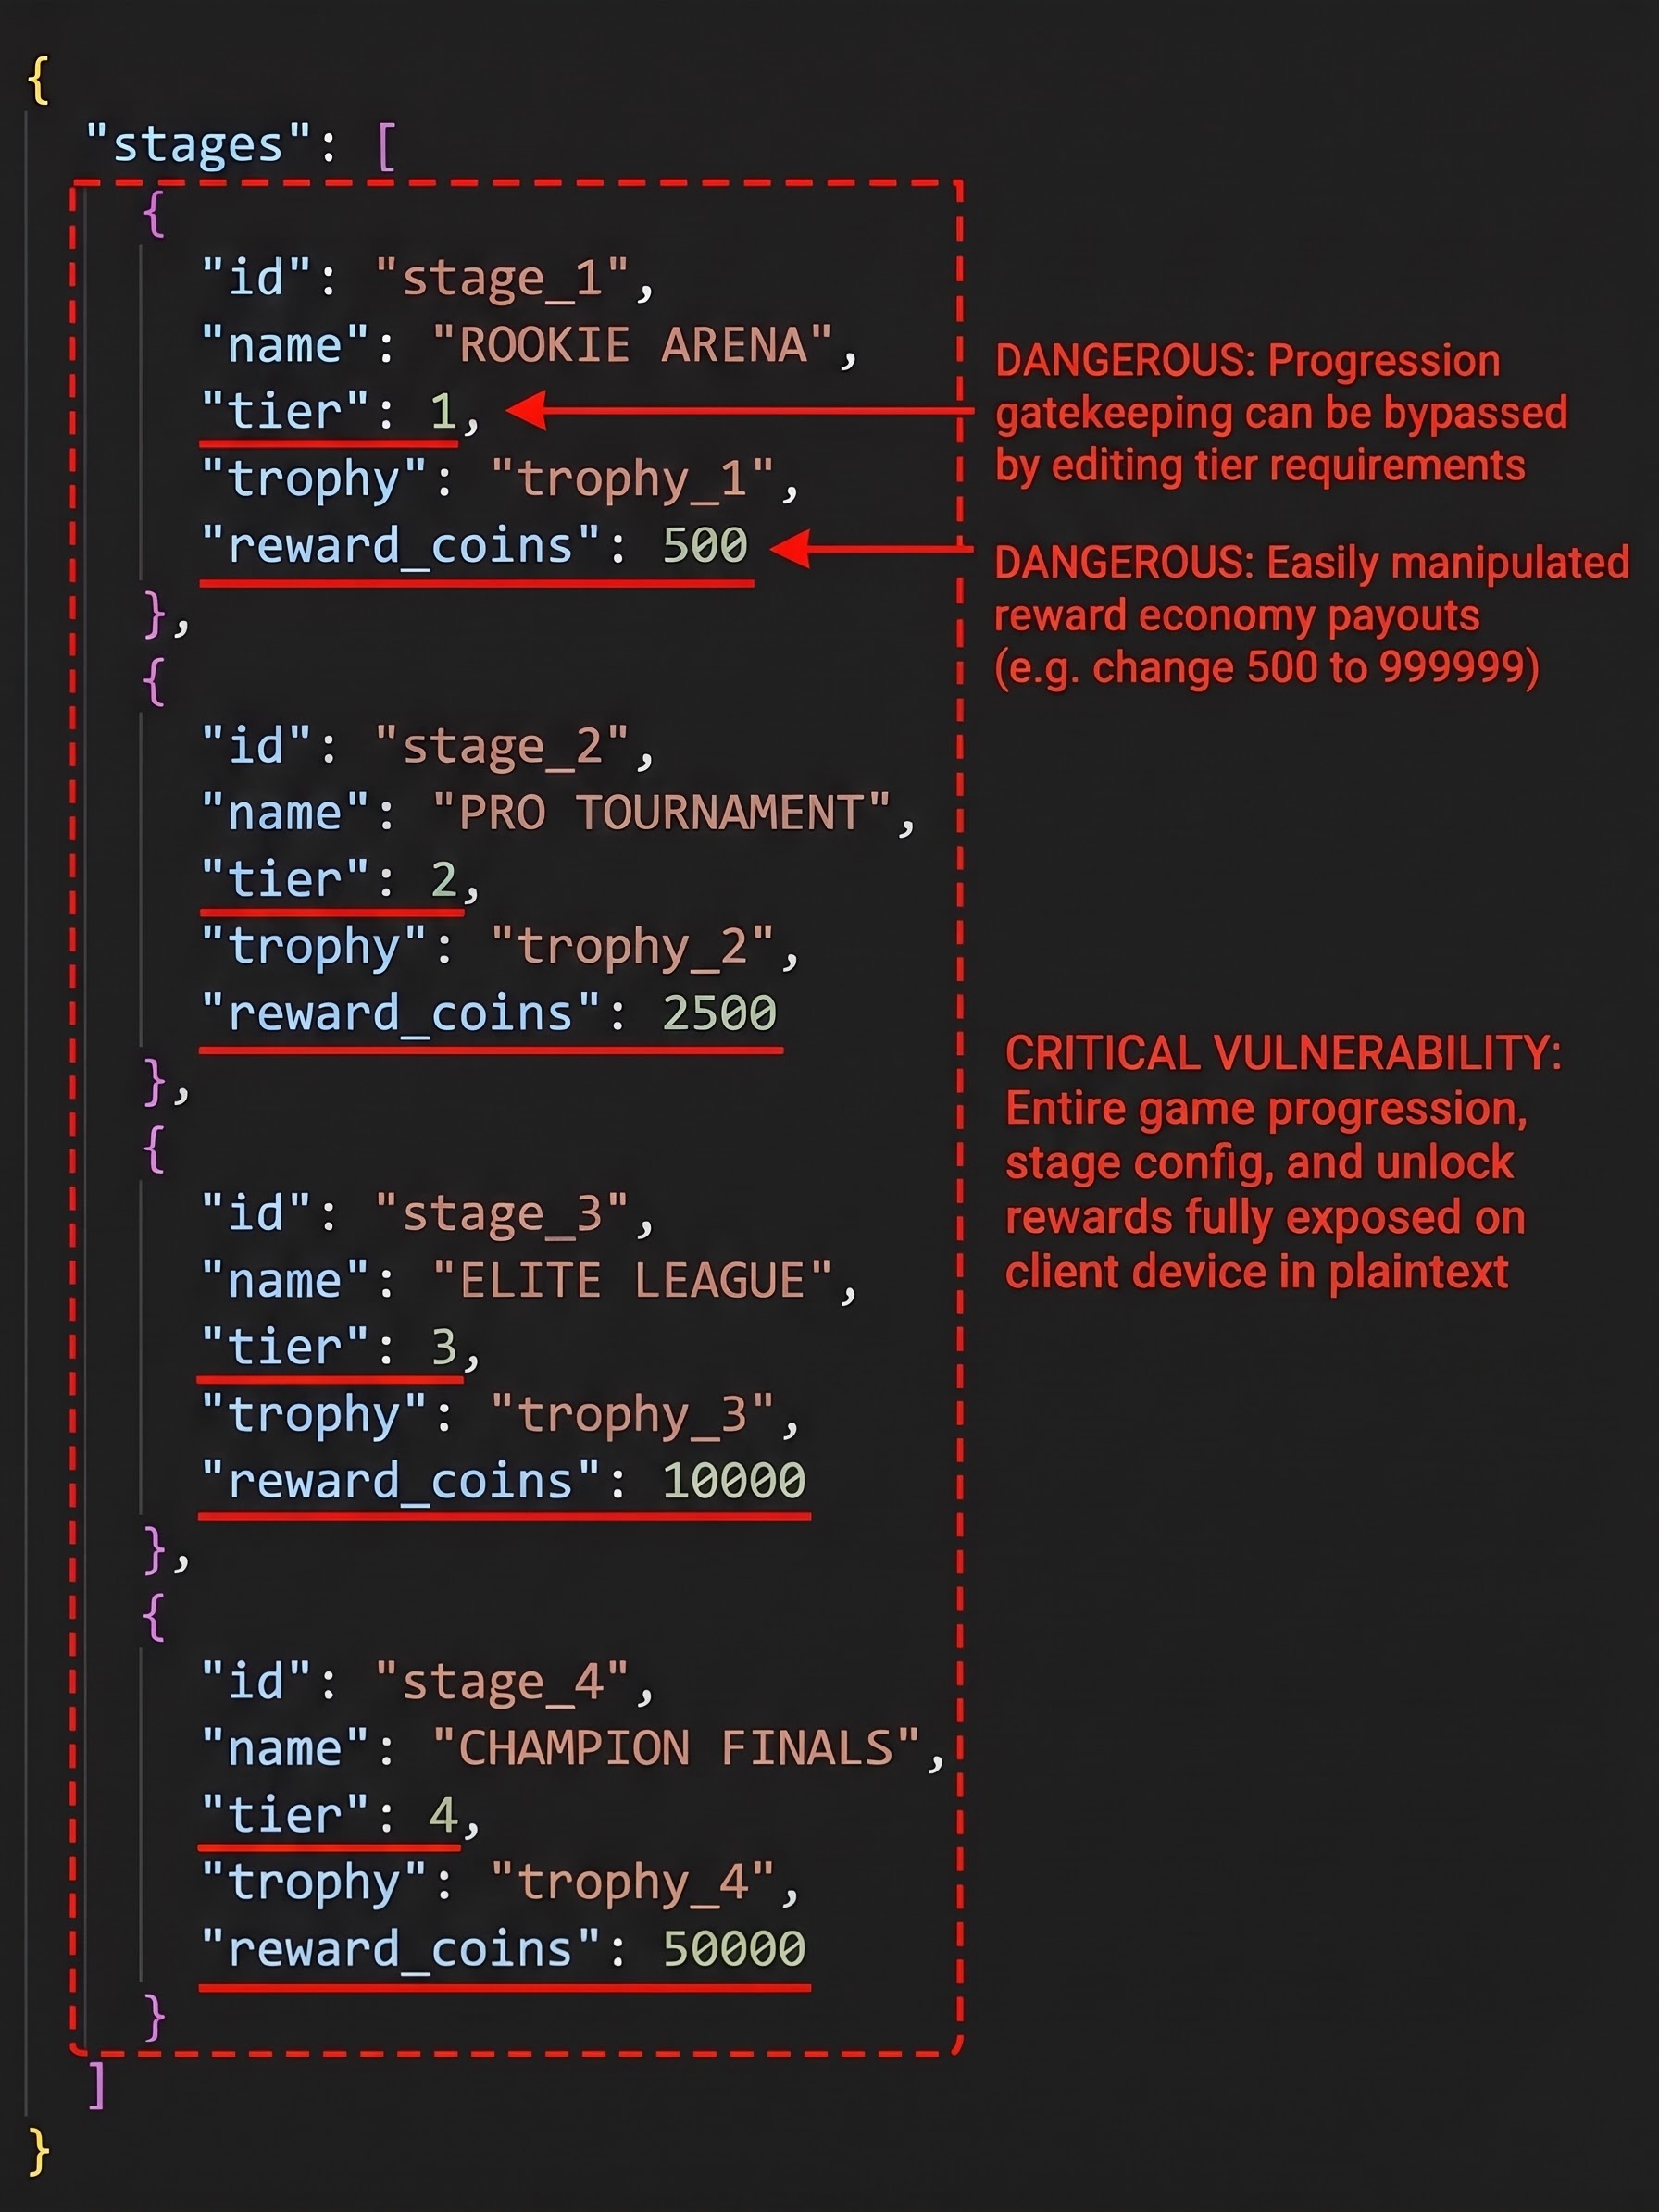 {
"stages": [
{
"id": "stage_1",
"name": "ROOKIE ARENA",
"tier": 1,
"trophy": "trophy_1",
"reward_coins": 500
},
{
"id": "stage_2",
"name": "PRO TOURNAMENT",
"tier": 2,
"trophy": "trophy_2",
"reward_coins": 2500
},
{
"id": "stage_3",
"name": "ELITE LEAGUE",
"tier": 3,
"trophy": "trophy_3",
"reward_coins": 10000
},
{
"id": "stage_4",
"name": "CHAMPION FINALS",
"tier": 4,
"trophy": "trophy_4",
"reward_coins": 50000
}
]
}
DANGEROUS: Progression
gatekeeping can be bypassed
by editing tier requirements
DANGEROUS: Easily manipulated
reward economy payouts
(e.g. change 500 to 999999)
CRITICAL VULNERABILITY:
Entire game progression,
stage config, and unlock
rewards fully exposed on
client device in plaintext